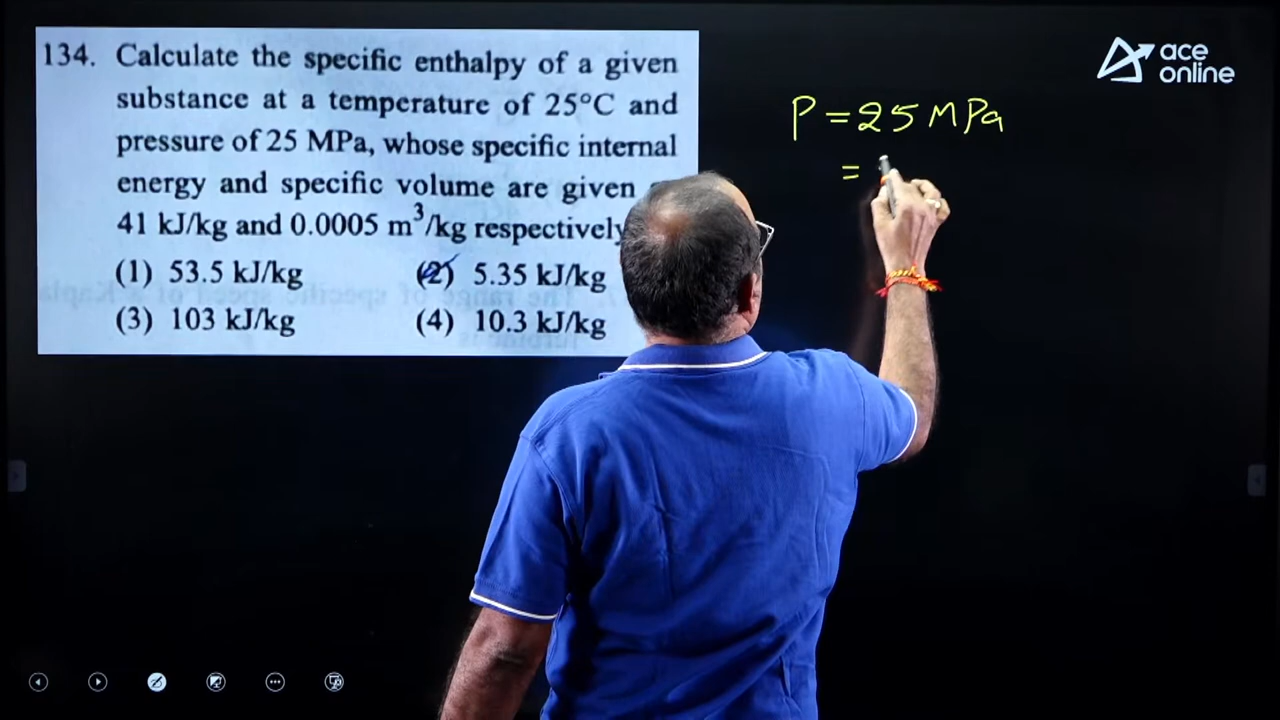 134. Calculate the specific enthalpy of a given
substance at a temperature of 25°C and
pressure of 25 MPa, whose specific internal
energy and specific volume are given
41 kJ/kg and 0.0005 m³/kg respectively
(1) 53.5 kJ/kg (2) 5.35 kJ/kg
(3) 103 kJ/kg (4) 10.3 kJ/kg
P = 25 MPa
=
ace
online